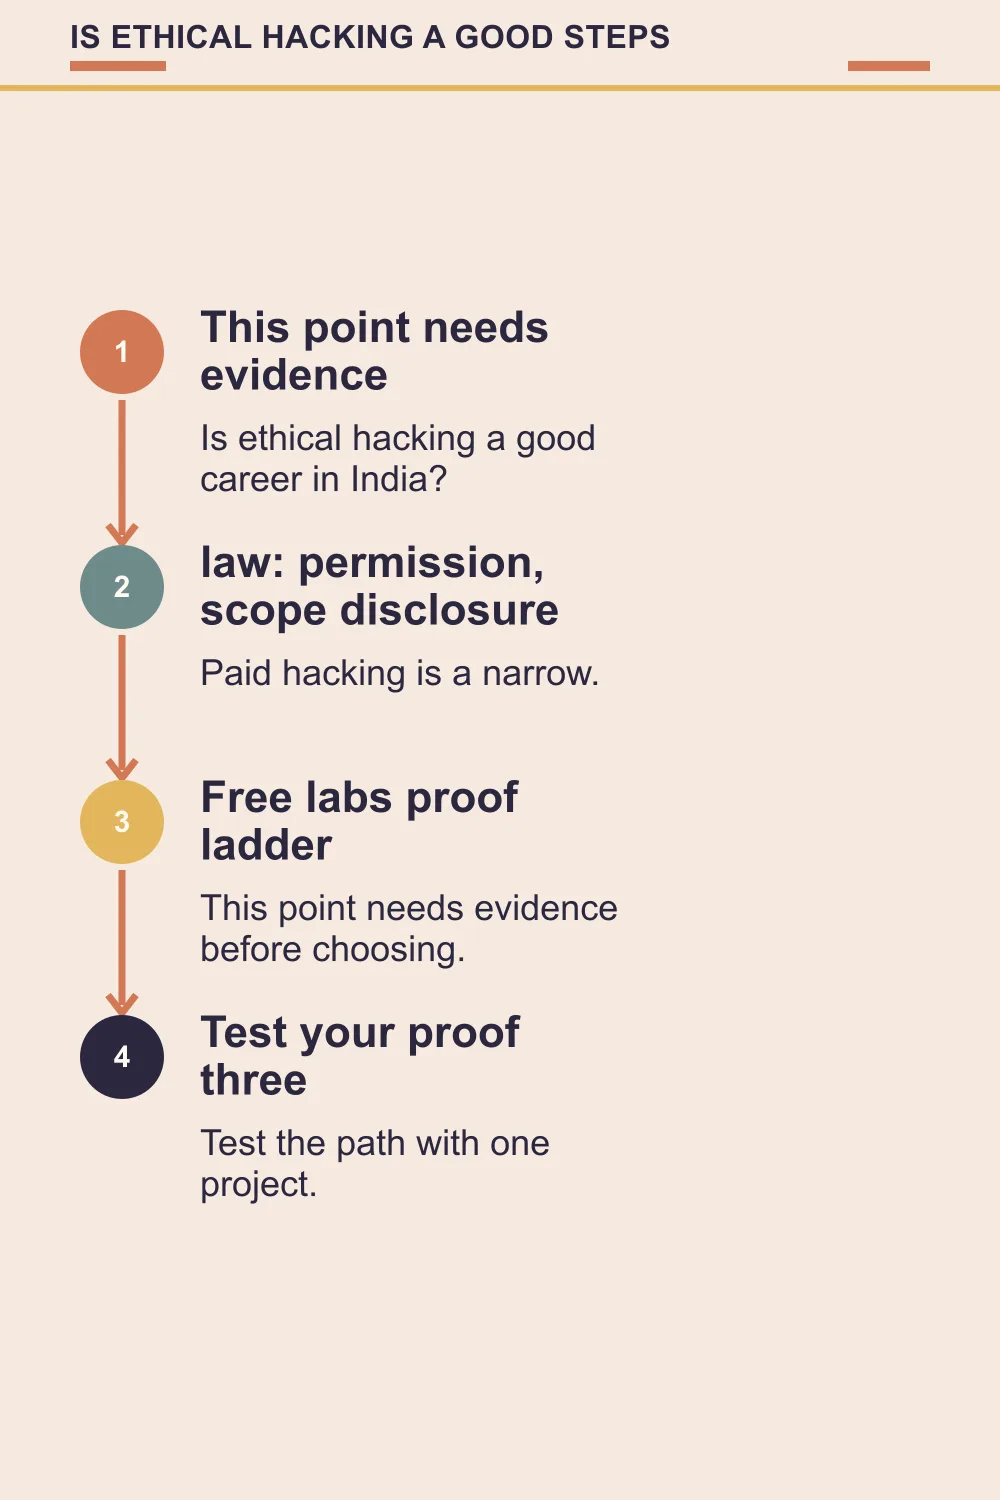 IS ETHICAL HACKING A GOOD STEPS
1
This point needs
evidence
Is ethical hacking a good
career in India?
2
law: permission,
scope disclosure
Paid hacking is a narrow.
3
Free labs proof
ladder
This point needs evidence
before choosing.
4
Test your proof
three
Test the path with one
project.